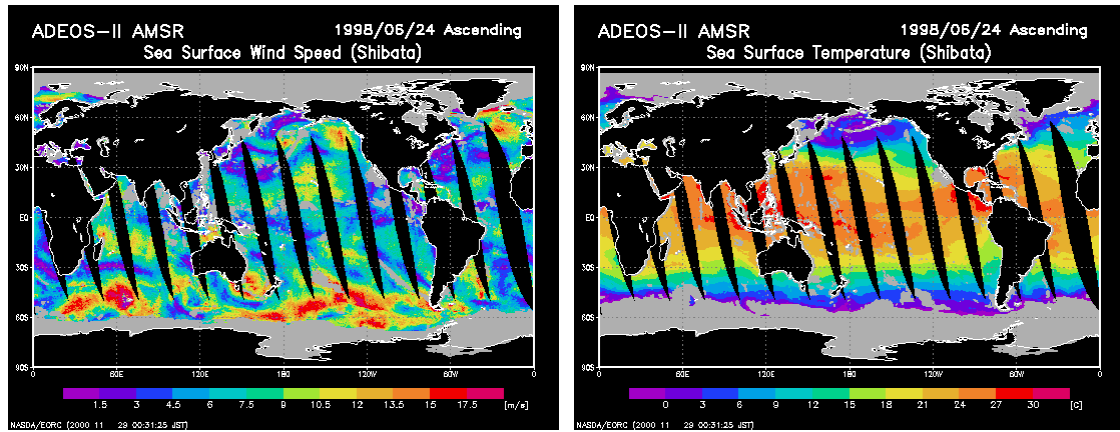 ADEOS-II AMSR 1998/06/24 Ascending
Sea Surface Wind Speed (Shibata)
90N
60N
30N
EQ
30S
60S
90S
0 60E 120E 180 120W 60W 0
1.5 3 4.5 6 7.5 9 10.5 12 13.5 15 17.5 [m/s]
NASDA/EORC (2000 11 29 00:31:25 JST)
ADEOS-II AMSR 1998/06/24 Ascending
Sea Surface Temperature (Shibata)
90N
60N
30N
EQ
30S
60S
90S
0 60E 120E 180 120W 60W 0
0 3 6 9 12 15 18 21 24 27 30 [C]
NASDA/EORC (2000 11 29 00:31:25 JST)